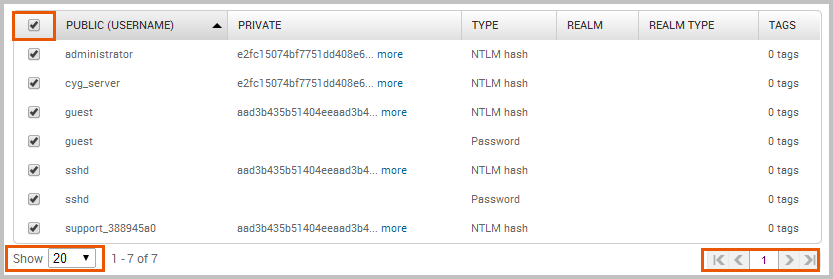 PUBLIC (USERNAME) PRIVATE TYPE REALM REALM TYPE TAGS
administrator e2fc15074bf7751dd408e6... more NTLM hash 0 tags
cyg_server e2fc15074bf7751dd408e6... more NTLM hash 0 tags
guest aad3b435b51404eeaad3b4... more NTLM hash 0 tags
guest Password 0 tags
sshd aad3b435b51404eeaad3b4... more NTLM hash 0 tags
sshd Password 0 tags
support_388945a0 aad3b435b51404eeaad3b4... more NTLM hash 0 tags
Show 20 1 - 7 of 7 1